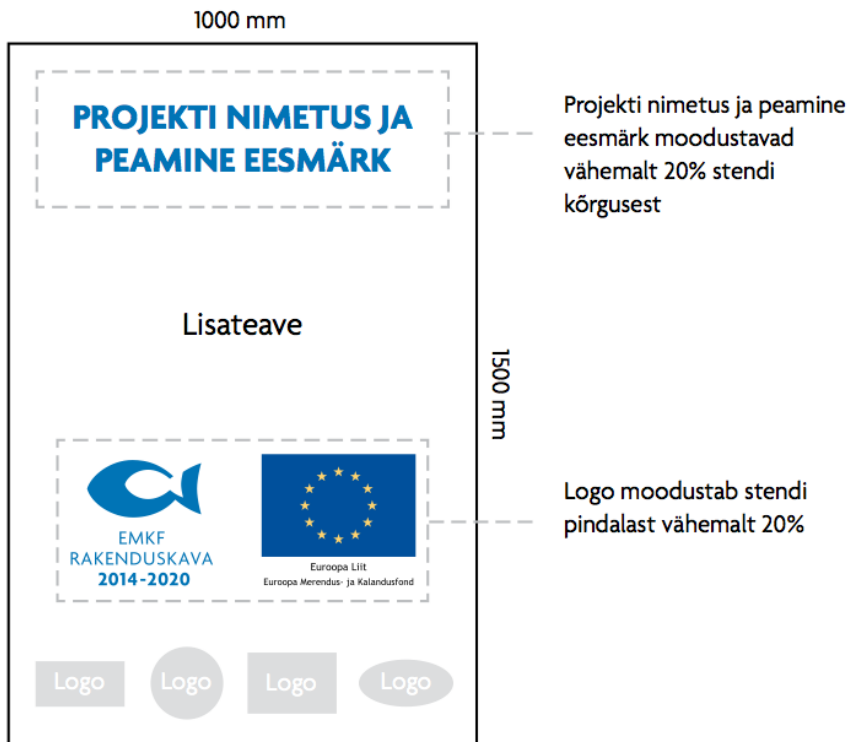 1000 mm
PROJEKTI NIMETUS JA
PEAMINE EESMÄRK
Projekti nimetus ja peamine
eesmärk moodustavad
vähemalt 20% stendi
kõrgusest
Lisateave
1500 mm
EMKF
RAKENDUSKAVA
2014-2020
Euroopa Liit
Euroopa Merendus- ja Kalandusfond
Logo moodustab stendi
pindalast vähemalt 20%
Logo
Logo
Logo
Logo